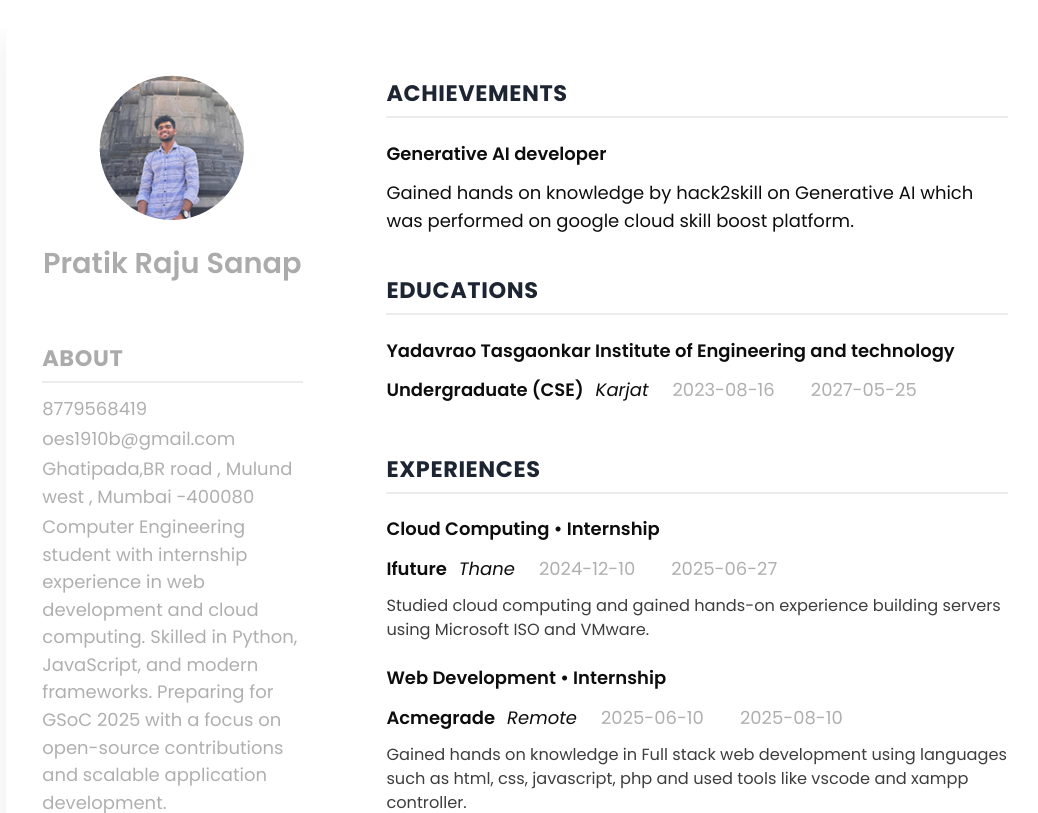 Pratik Raju Sanap
ABOUT
8779568419
oes1910b@gmail.com
Ghatipada,BR road , Mulund
west , Mumbai -400080
Computer Engineering
student with internship
experience in web
development and cloud
computing. Skilled in Python,
JavaScript, and modern
frameworks. Preparing for
GSoC 2025 with a focus on
open-source contributions
and scalable application
development.
ACHIEVEMENTS
Generative AI developer
Gained hands on knowledge by hack2skill on Generative AI which
was performed on google cloud skill boost platform.
EDUCATIONS
Yadavrao Tasgaonkar Institute of Engineering and technology
Undergraduate (CSE) Karjat 2023-08-16 2027-05-25
EXPERIENCES
Cloud Computing • Internship
Ifuture Thane 2024-12-10 2025-06-27
Studied cloud computing and gained hands-on experience building servers
using Microsoft ISO and VMware.
Web Development • Internship
Acmegrade Remote 2025-06-10 2025-08-10
Gained hands on knowledge in Full stack web development using languages
such as html, css, javascript, php and used tools like vscode and xampp
controller.